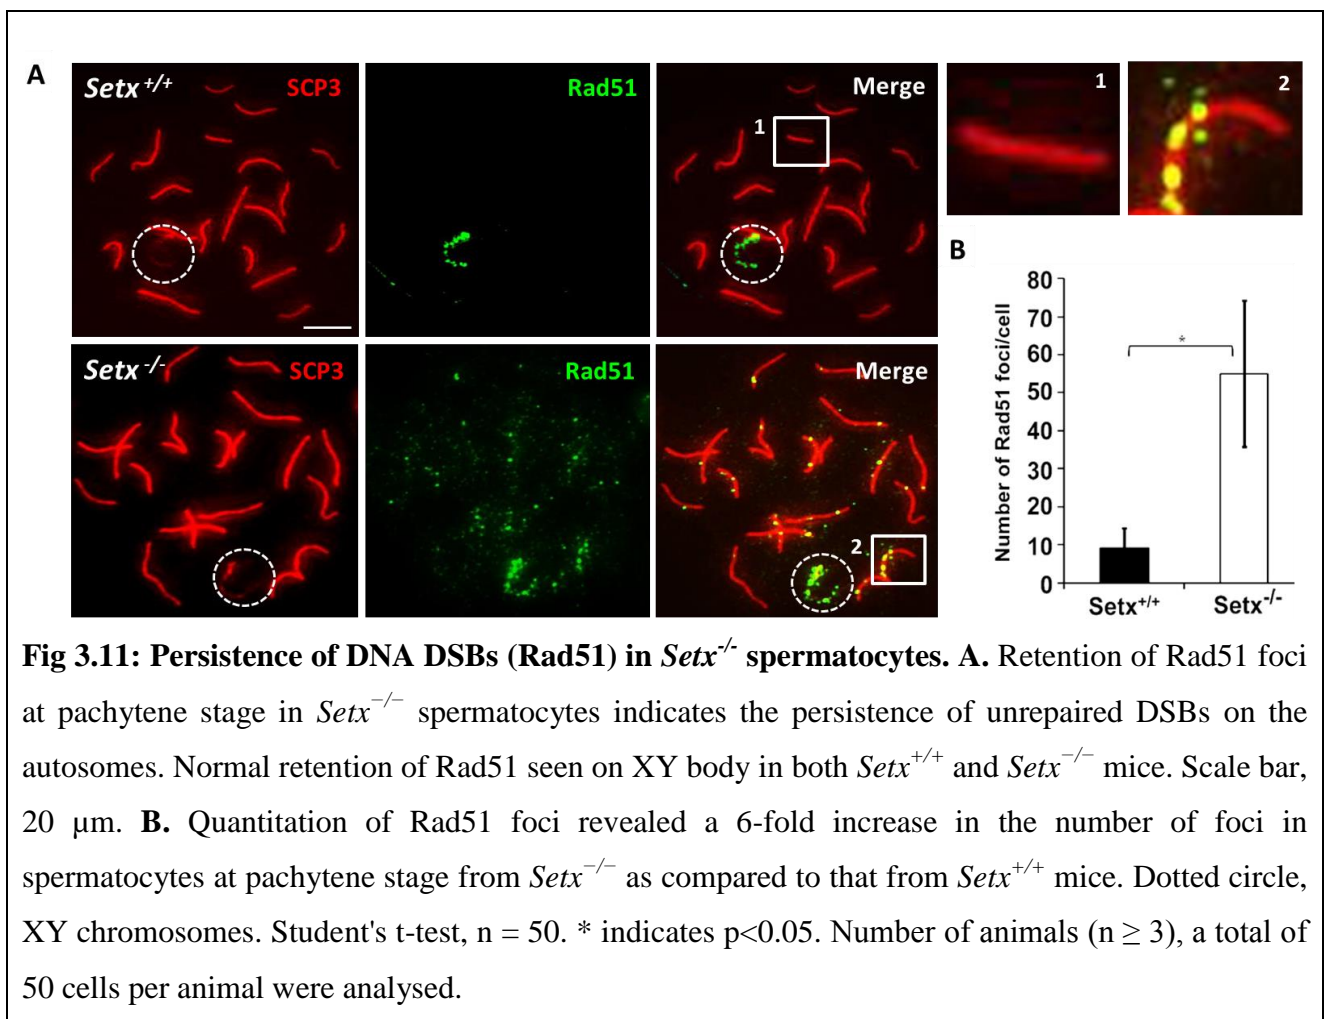 A
Setx +/+ SCP3
Rad51
Merge
1
1
2
Setx -/- SCP3
Rad51
Merge
2
B
Number of Rad51 foci/cell
80
70
60
50
40
30
20
10
0
*
Setx+/+ Setx-/-
Fig 3.11: Persistence of DNA DSBs (Rad51) in Setx-/- spermatocytes. A. Retention of Rad51 foci
at pachytene stage in Setx−/− spermatocytes indicates the persistence of unrepaired DSBs on the
autosomes. Normal retention of Rad51 seen on XY body in both Setx+/+ and Setx−/− mice. Scale bar,
20 µm. B. Quantitation of Rad51 foci revealed a 6-fold increase in the number of foci in
spermatocytes at pachytene stage from Setx−/− as compared to that from Setx+/+ mice. Dotted circle,
XY chromosomes. Student's t-test, n = 50. * indicates p<0.05. Number of animals (n ≥ 3), a total of
50 cells per animal were analysed.